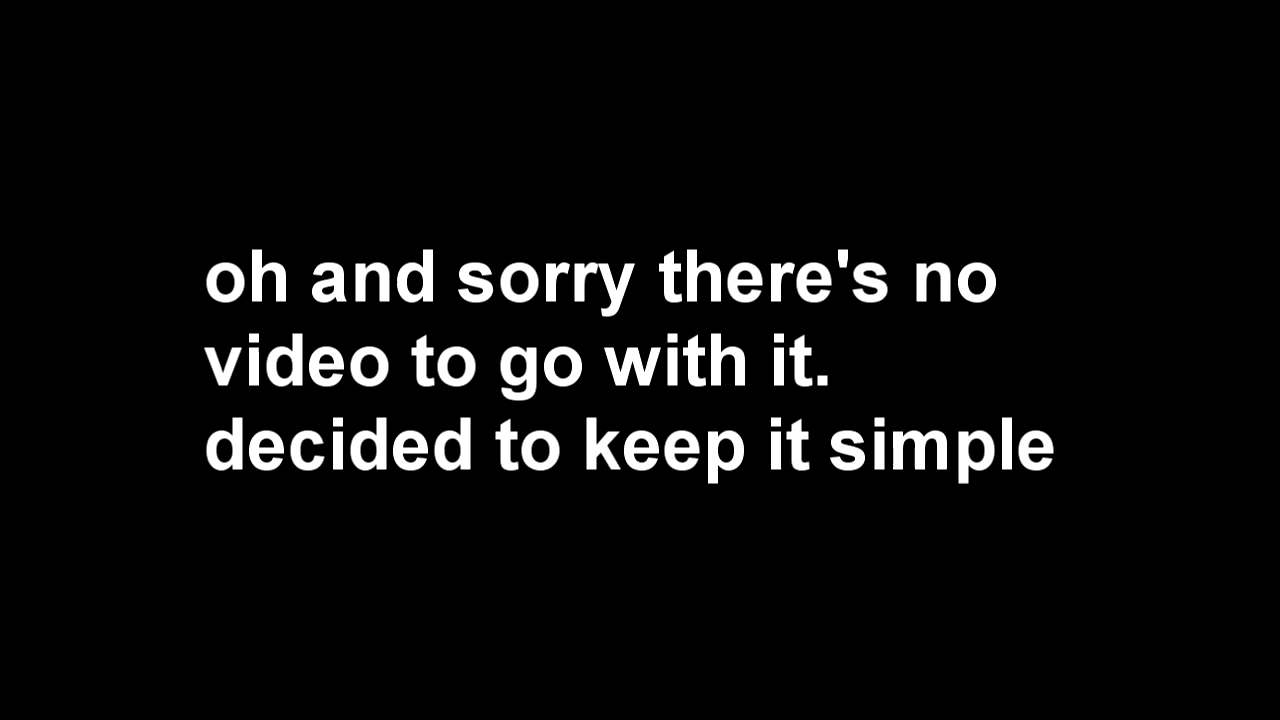 oh and sorry there's no
video to go with it.
decided to keep it simple